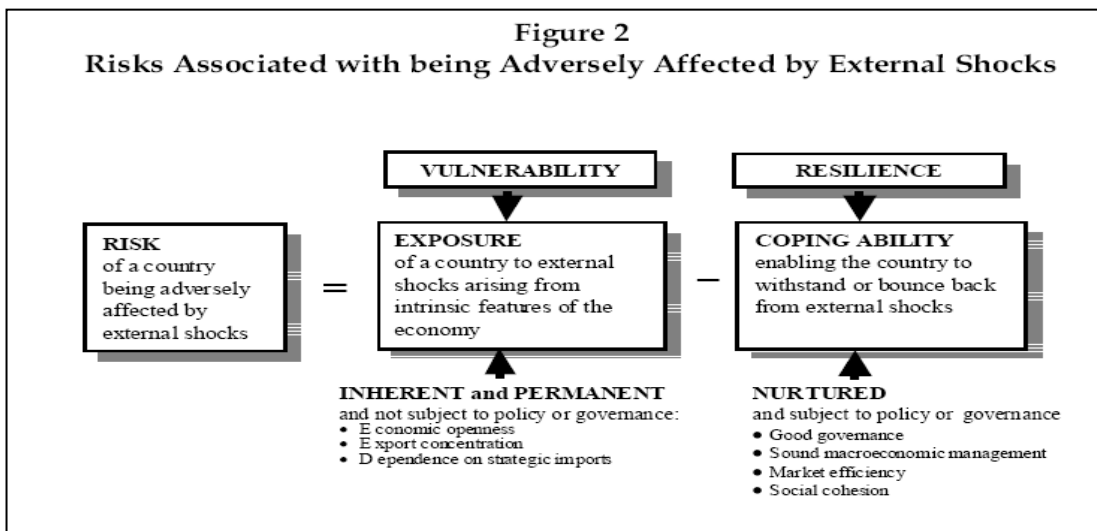 Figure 2
Risks Associated with being Adversely Affected by External Shocks
VULNERABILITY
RESILIENCE
RISK
of a country
being adversely
affected by
external shocks
=
EXPOSURE
of a country to external
shocks arising from
intrinsic features of the
economy
–
COPING ABILITY
enabling the country to
withstand or bounce back
from external shocks
INHERENT and PERMANENT
and not subject to policy or governance:
• E conomic openness
• E xport concentration
• D ependence on strategic imports
NURTURED
and subject to policy or governance
• Good governance
• Sound macroeconomic management
• Market efficiency
• Social cohesion